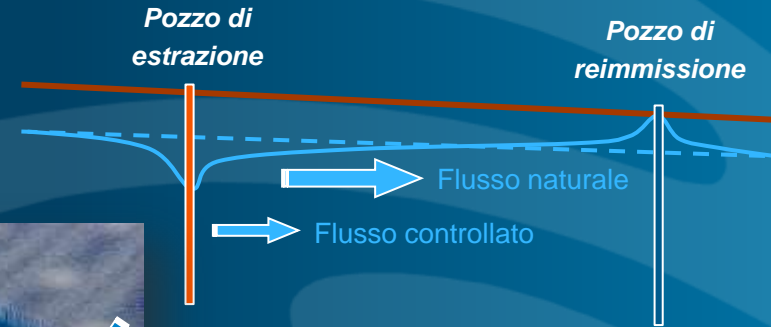 Pozzo di
estrazione
Pozzo di
reimmissione
Flusso naturale
Flusso controllato